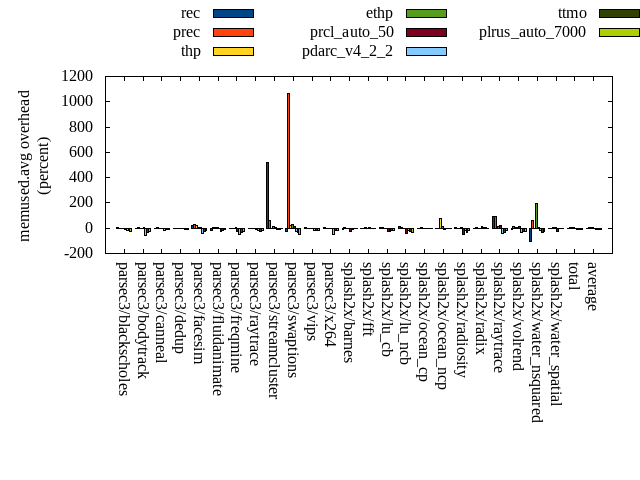 rec
prec
thp
ethp
prcl_auto_50
pdarc_v4_2_2
ttmo
plrus_auto_7000
memused.avg overhead
(percent)
1200
1000
800
600
400
200
0
-200
parsec3/blackscholes
parsec3/bodytrack
parsec3/canneal
parsec3/dedup
parsec3/facesim
parsec3/fluidanimate
parsec3/freqmine
parsec3/raytrace
parsec3/streamcluster
parsec3/swaptions
parsec3/vips
parsec3/x264
splash2x/barnes
splash2x/fft
splash2x/lu_cb
splash2x/lu_ncb
splash2x/ocean_cp
splash2x/ocean_ncp
splash2x/radiosity
splash2x/radix
splash2x/raytrace
splash2x/volrend
splash2x/water_nsquared
splash2x/water_spatial
total
average